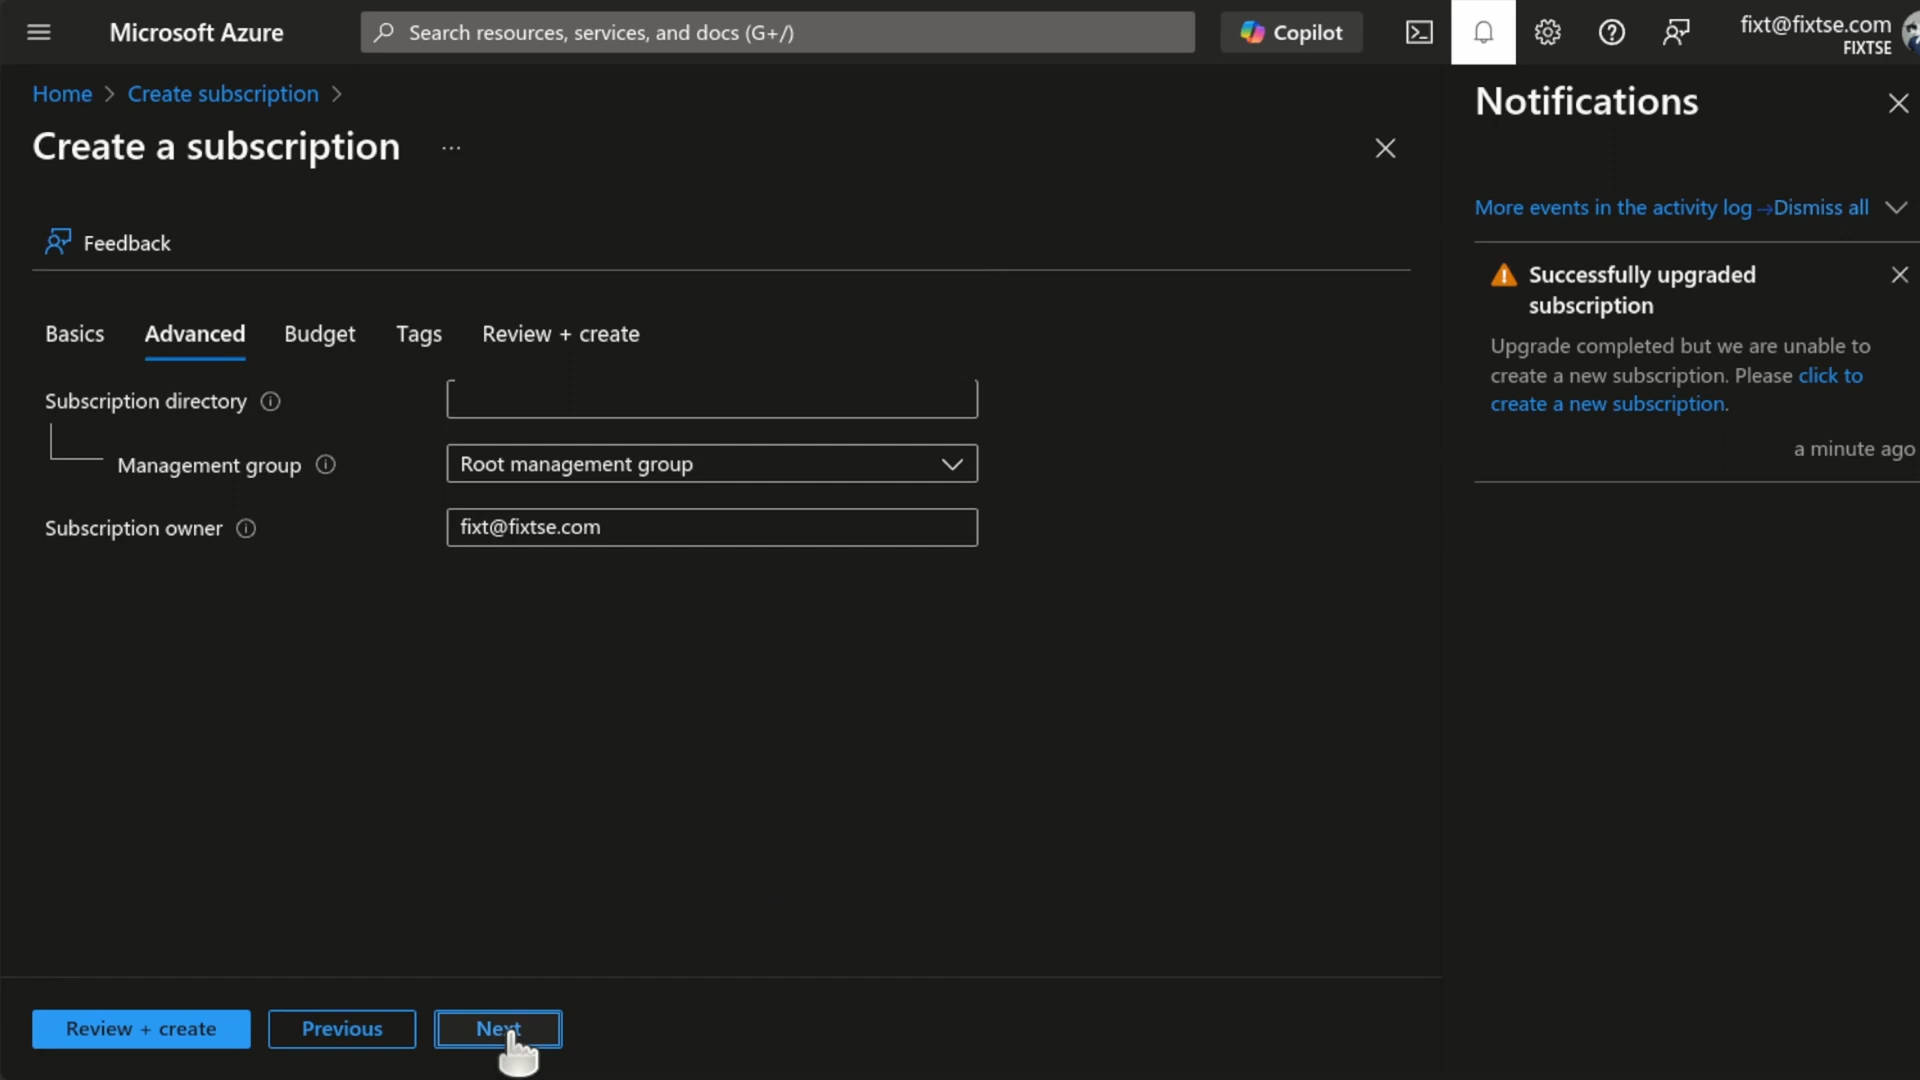 Microsoft Azure
Search resources, services, and docs (G+/)
Copilot
fixt@fixtse.com
FIXTSE
Home > Create subscription >
Create a subscription ...
Feedback
Basics Advanced Budget Tags Review + create
Subscription directory
Management group
Root management group
Subscription owner
fixt@fixtse.com
Review + create
Previous
Next
Notifications
More events in the activity log → Dismiss all
Successfully upgraded
subscription
Upgrade completed but we are unable to
create a new subscription. Please click to
create a new subscription.
a minute ago